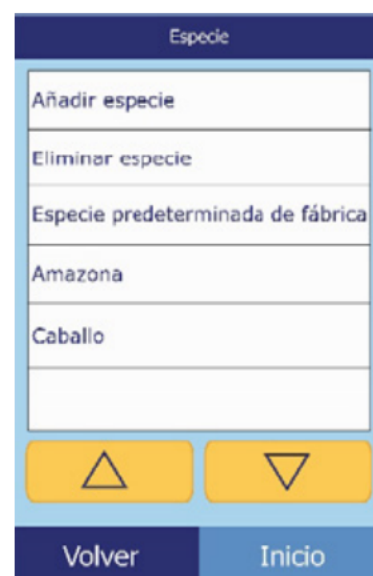 Especie
Añadir especie
Eliminar especie
Especie predeterminada de fábrica
Amazona
Caballo
Volver
Inicio